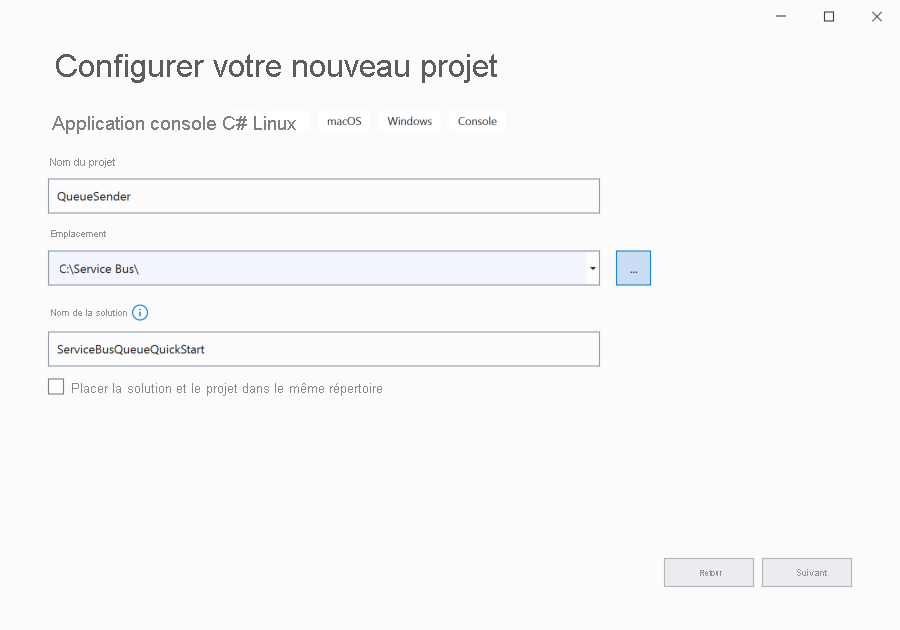 Configurer votre nouveau projet
Application console C# Linux macOS Windows Console
Nom du projet
QueueSender
Emplacement
C:\Service Bus\
...
Nom de la solution
ServiceBusQueueQuickStart
Placer la solution et le projet dans le même répertoire
Retour Suivant